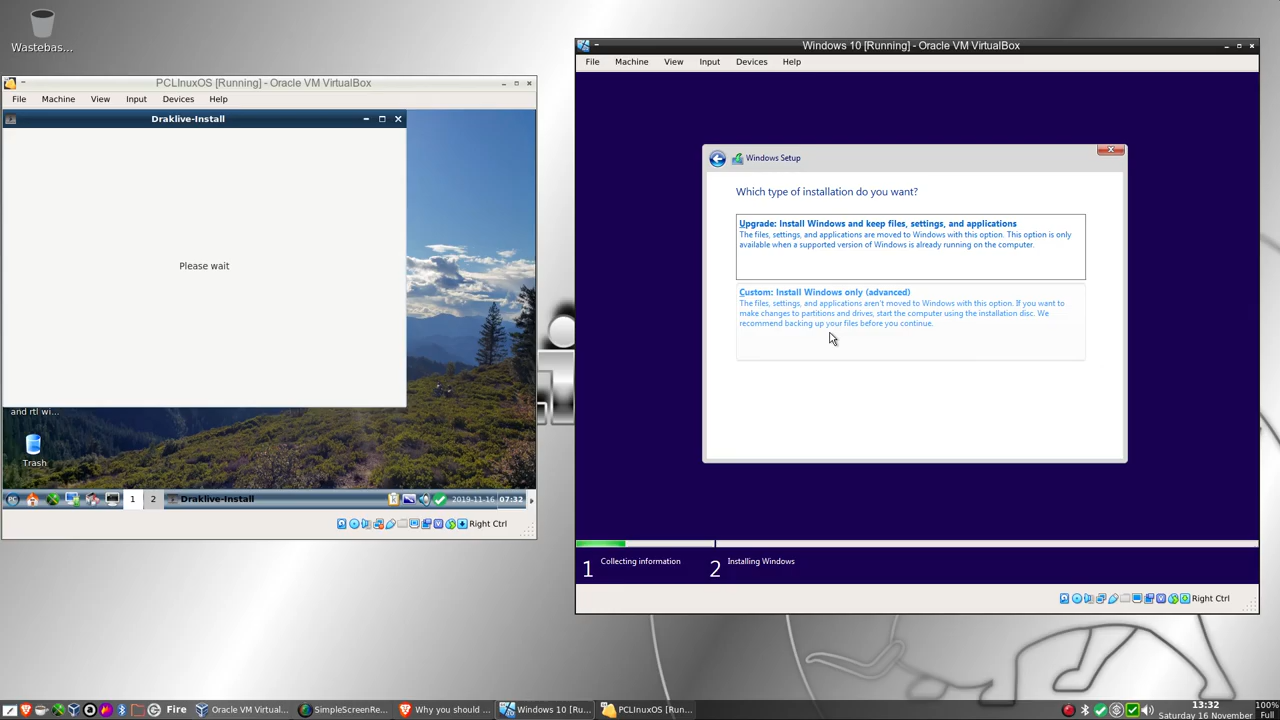 Wastebas...
PCLInuxOS [Running] - Oracle VM VirtualBox
File Machine View Input Devices Help
Draklive-Install
Please wait
and rtl wi...
Trash
1 2 Draklive-Install 2019-11-16 07:32
Right Ctrl
Windows 10 [Running] - Oracle VM VirtualBox
File Machine View Input Devices Help
Windows Setup
Which type of installation do you want?
Upgrade: Install Windows and keep files, settings, and applications
The files, settings, and applications are moved to Windows with this option. This option is only
available when a supported version of Windows is already running on the computer.
Custom: Install Windows only (advanced)
The files, settings, and applications aren't moved to Windows with this option. If you want to
make changes to partitions and drives, start the computer using the installation disc. We
recommend backing up your files before you continue.
1 Collecting information 2 Installing Windows
Right Ctrl
Fire Oracle VM Virtual... SimpleScreenRe... Why you should ... Windows 10 [Ru... PCLInuxOS [Run...
13:32
Saturday 16 November
100%
Full